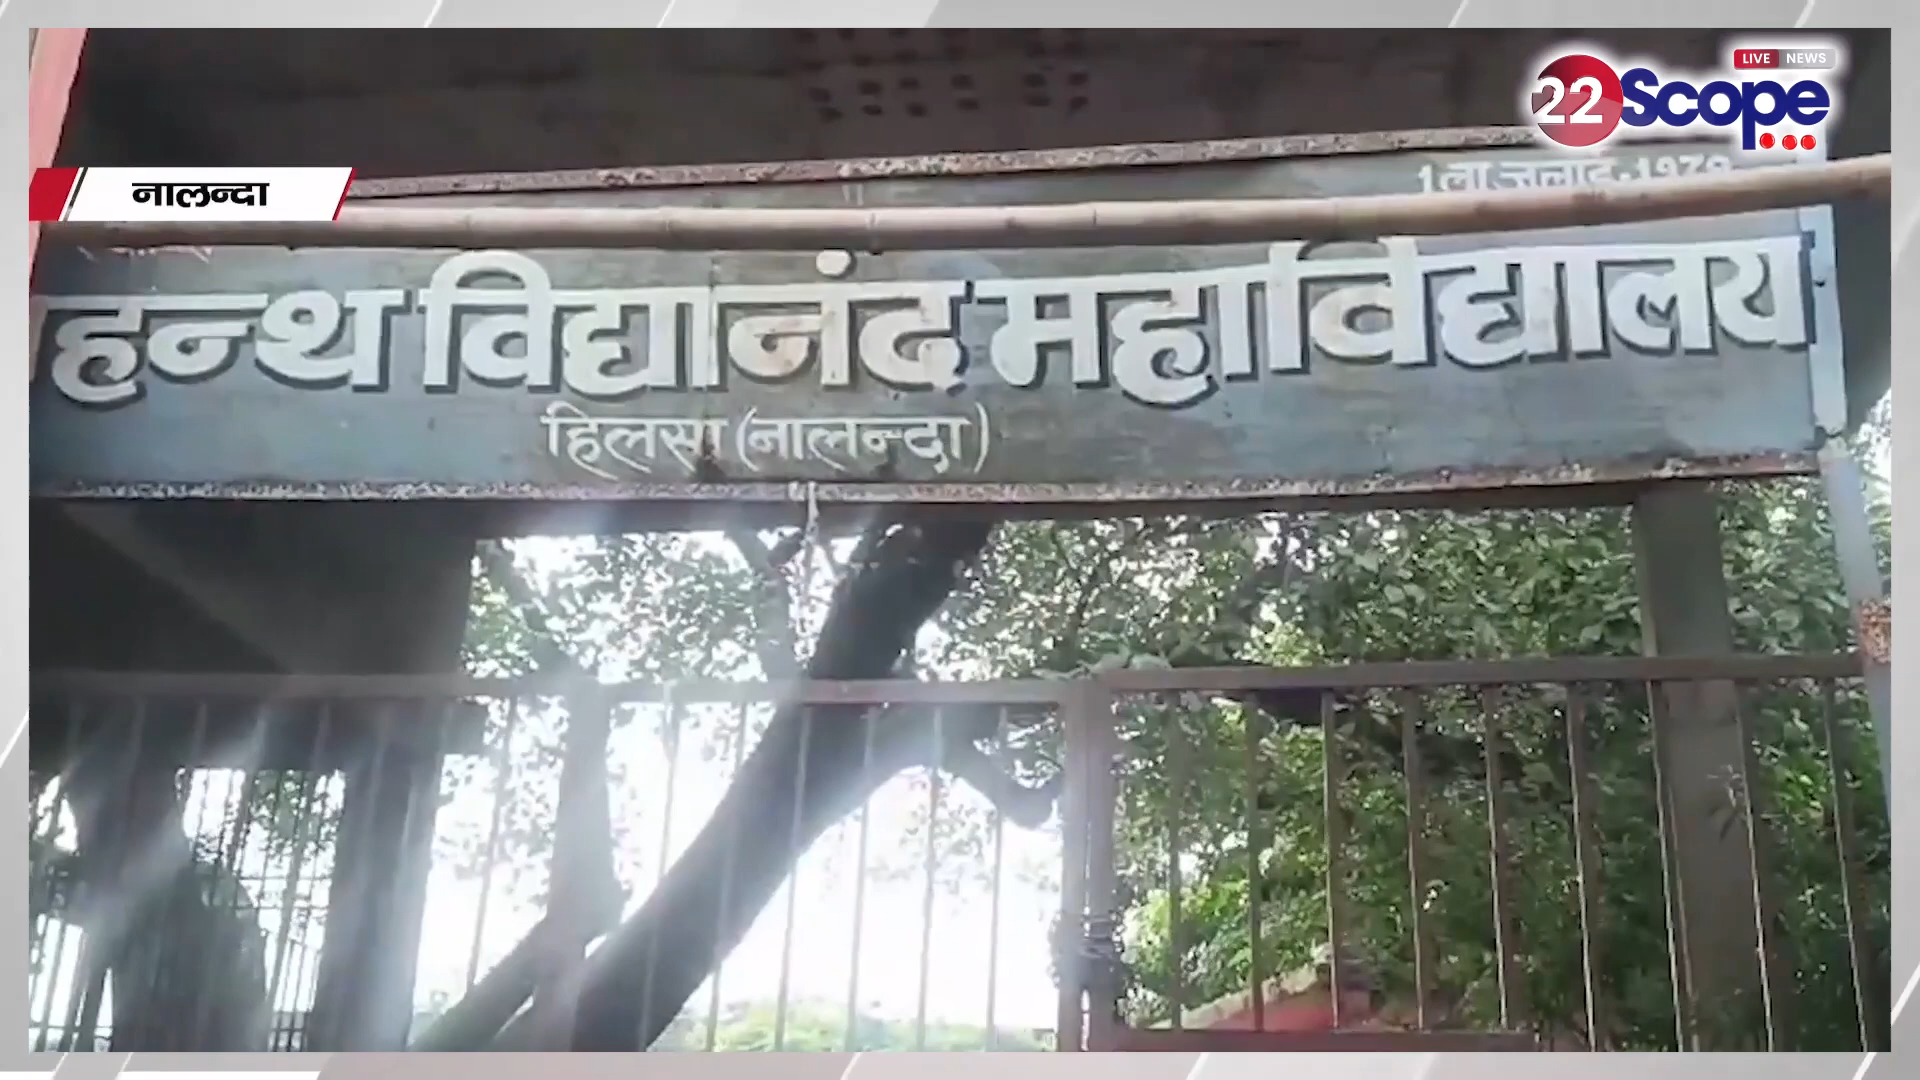 LIVE NEWS
22Scope
नालन्दा
हन्थ विद्यानंद महाविद्यालय
हिलसा (नालन्दा)